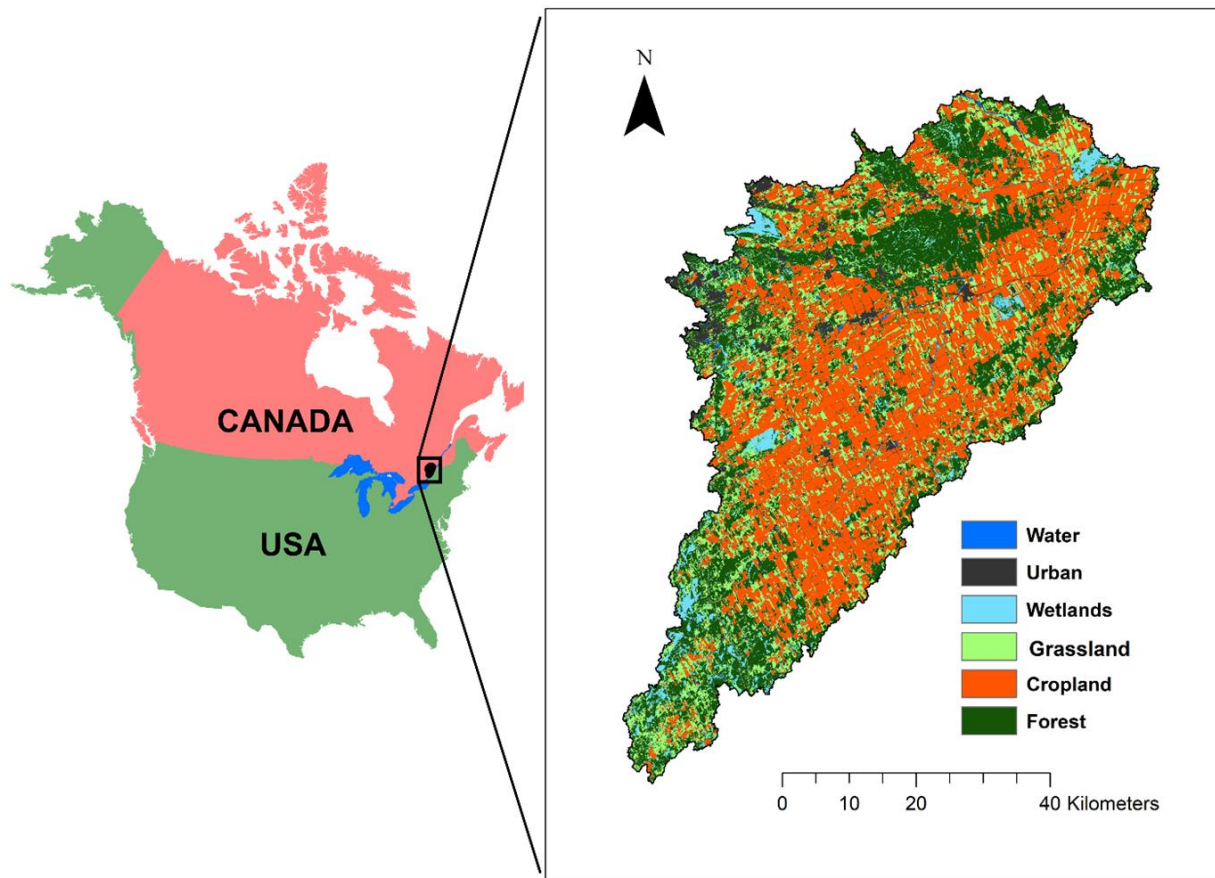 CANADA
USA
N
Water
Urban
Wetlands
Grassland
Cropland
Forest
0 10 20 40 Kilometers